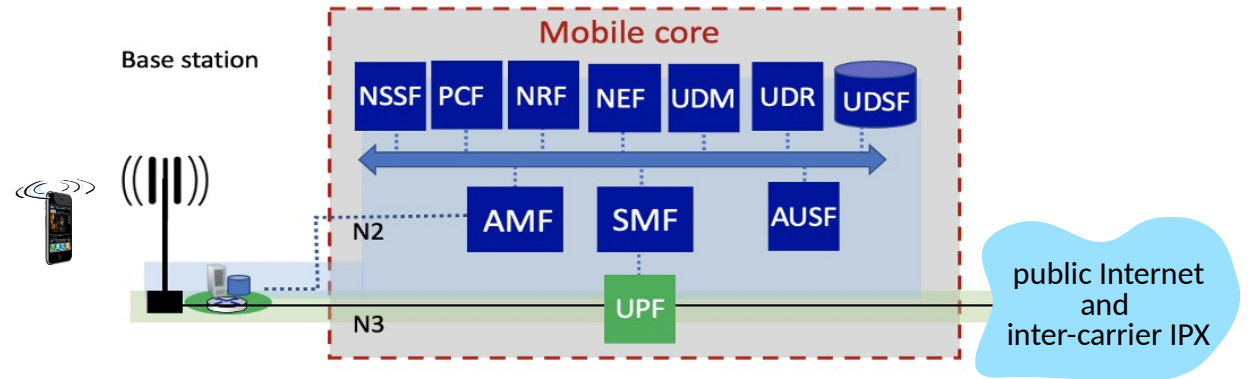 Mobile core
Base station
NSSF PCF NRF NEF UDM UDR UDSF
AMF SMF AUSF
N2
public Internet
and
inter-carrier IPX
UPF
N3